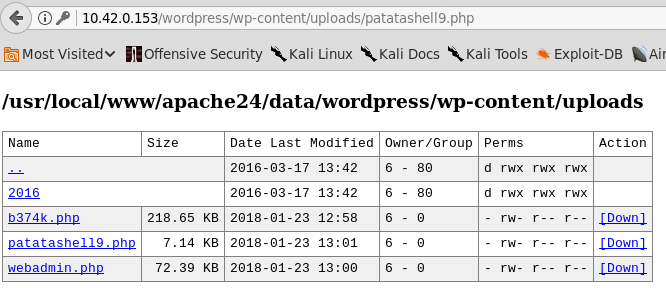 10.42.0.153/wordpress/wp-content/uploads/patatashell9.php
Most Visited Offensive Security Kali Linux Kali Docs Kali Tools Exploit-DB Air
/usr/local/www/apache24/data/wordpress/wp-content/uploads
Name Size Date Last Modified Owner/Group Perms Action
.. 2016-03-17 13:42 6 - 80 d rwx rwx rwx
2016 2016-03-17 13:42 6 - 80 d rwx rwx rwx
b374k.php 218.65 KB 2018-01-23 12:58 6 - 0 - rw- r-- r-- [Down]
patatashell9.php 7.14 KB 2018-01-23 13:01 6 - 0 - rw- r-- r-- [Down]
webadmin.php 72.39 KB 2018-01-23 13:00 6 - 0 - rw- r-- r-- [Down]